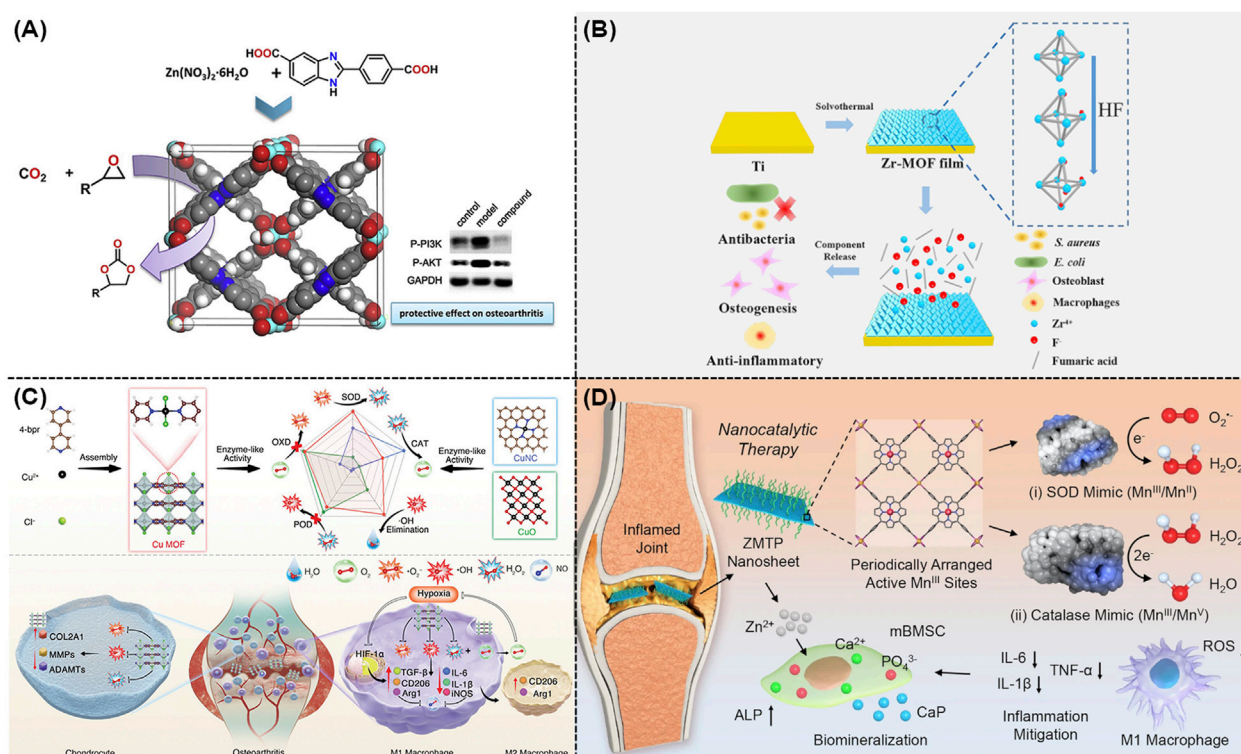 (A)
HOOC
N
N
H
COOH
Zn(NO₃)₂·6H₂O
+
CO₂
+
O
R
O
O
O
R
control
model
compound
P-PI3K
P-AKT
GAPDH
protective effect on osteoarthritis
(B)
Solvothermal
Ti
Zr-MOF film
HF
Antibacteria
Component
Release
Osteogenesis
Anti-inflammatory
S. aureus
E. coli
Osteoblast
Macrophages
Zr⁴⁺
F⁻
Fumaric acid
(C)
4-bpr
Cu²⁺
Cl⁻
Assembly
Cu MOF
Enzyme-like
Activity
SOD
OXD
CAT
POD
·OH
Elimination
Enzyme-like
Activity
CuNC
CuO
H₂O
O₂
·O₂⁻
·OH
H₂O₂
NO
COL2A1
MMPs
ADAMTs
Chondrocyte
Osteoarthritis
Hypoxia
HIF-1α
TGF-β
CD206
Arg1
IL-6
IL-1β
iNOS
M1 Macrophage
CD206
Arg1
M2 Macrophage
(D)
Nanocatalytic
Therapy
Inflamed
Joint
ZMTP
Nanosheet
Periodically Arranged
Active Mnᴵᴵᴵ Sites
O₂•⁻
e⁻
H₂O₂
(i) SOD Mimic (Mnᴵᴵᴵ/Mnᴵᴵ)
H₂O₂
2e⁻
H₂O
(ii) Catalase Mimic (Mnᴵᴵᴵ/Mnⱽ)
Zn²⁺
Ca²⁺
mBMSC
PO₄³⁻
ALP
CaP
Biomineralization
IL-6
IL-1β
TNF-α
Inflammation
Mitigation
ROS
M1 Macrophage